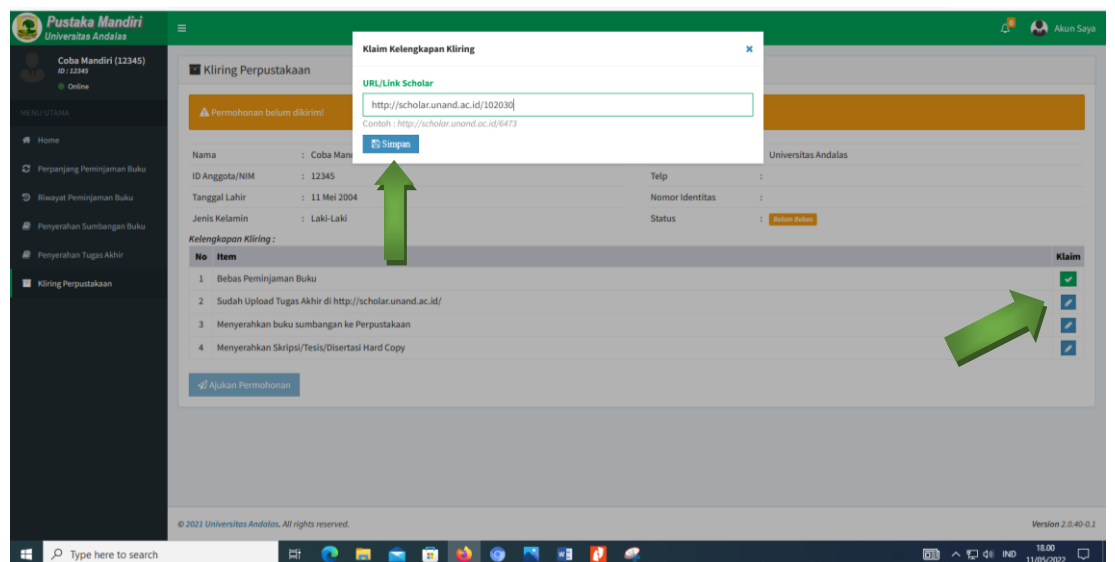 Pustaka Mandiri
Universitas Andalas
Akun Saya
Coba Mandiri (12345)
ID : 12345
Online
MENU UTAMA
Home
Perpanjang Peminjaman Buku
Riwayat Peminjaman Buku
Penyerahan Sumbangan Buku
Penyerahan Tugas Akhir
Kliring Perpustakaan
Klaim Kelengkapan Kliring
URL/Link Scholar
http://scholar.unand.ac.id/102030
Contoh : http://scholar.unand.ac.id/6473
Simpan
Kliring Perpustakaan
Permohonan belum dikirim!
Nama : Coba Mand
Universitas Andalas
ID Anggota/NIM : 12345
Telp :
Tanggal Lahir : 11 Mei 2004
Nomor Identitas :
Jenis Kelamin : Laki-Laki
Status : Belum Bebas
Kelengkapan Kliring :
No Item Klaim
1 Bebas Peminjaman Buku
2 Sudah Upload Tugas Akhir di http://scholar.unand.ac.id/
3 Menyerahkan buku sumbangan ke Perpustakaan
4 Menyerahkan Skripsi/Tesis/Disertasi Hard Copy
Ajukan Permohonan
© 2021 Universitas Andalas. All rights reserved.
Version 2.0.40-0.1
Type here to search
IND
18.00
11/05/2022